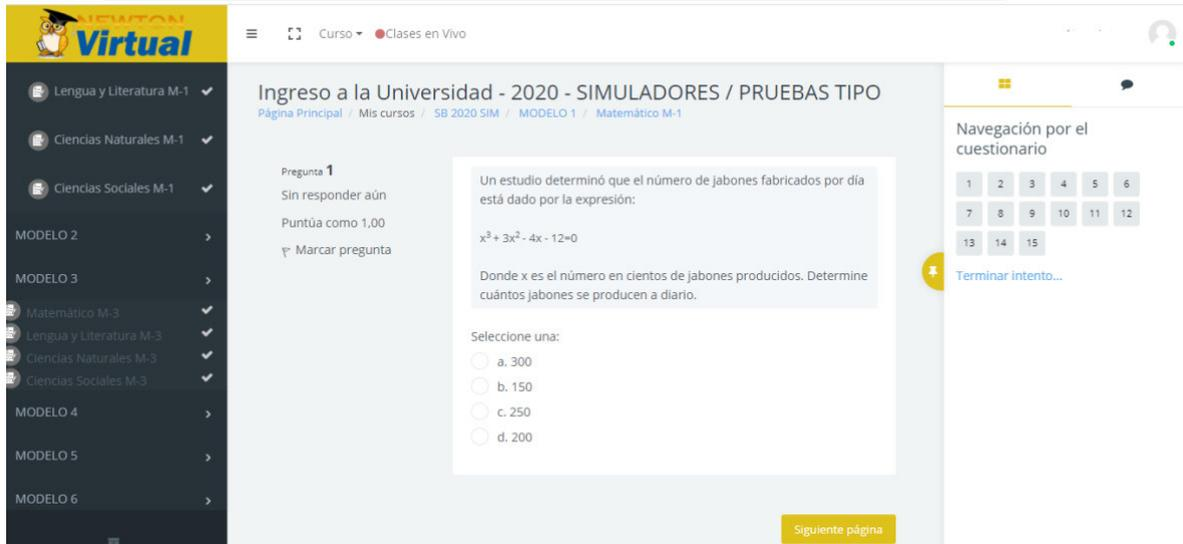 NEWTON
Virtual
Curso
Clases en Vivo
Lengua y Literatura M-1
Ciencias Naturales M-1
Ciencias Sociales M-1
MODELO 2
MODELO 3
Matemático M-3
Lengua y Literatura M-3
Ciencias Naturales M-3
Ciencias Sociales M-3
MODELO 4
MODELO 5
MODELO 6
Ingreso a la Universidad - 2020 - SIMULADORES / PRUEBAS TIPO
Página Principal / Mis cursos / SB 2020 SIM / MODELO 1 / Matemático M-1
Pregunta 1
Sin responder aún
Puntúa como 1,00
Marcar pregunta
Un estudio determinó que el número de jabones fabricados por día
está dado por la expresión:
x³ + 3x² - 4x - 12=0
Donde x es el número en cientos de jabones producidos. Determine
cuántos jabones se producen a diario.
Seleccione una:
a. 300
b. 150
c. 250
d. 200
Siguiente página
Navegación por el
cuestionario
1 2 3 4 5 6
7 8 9 10 11 12
13 14 15
Terminar intento...